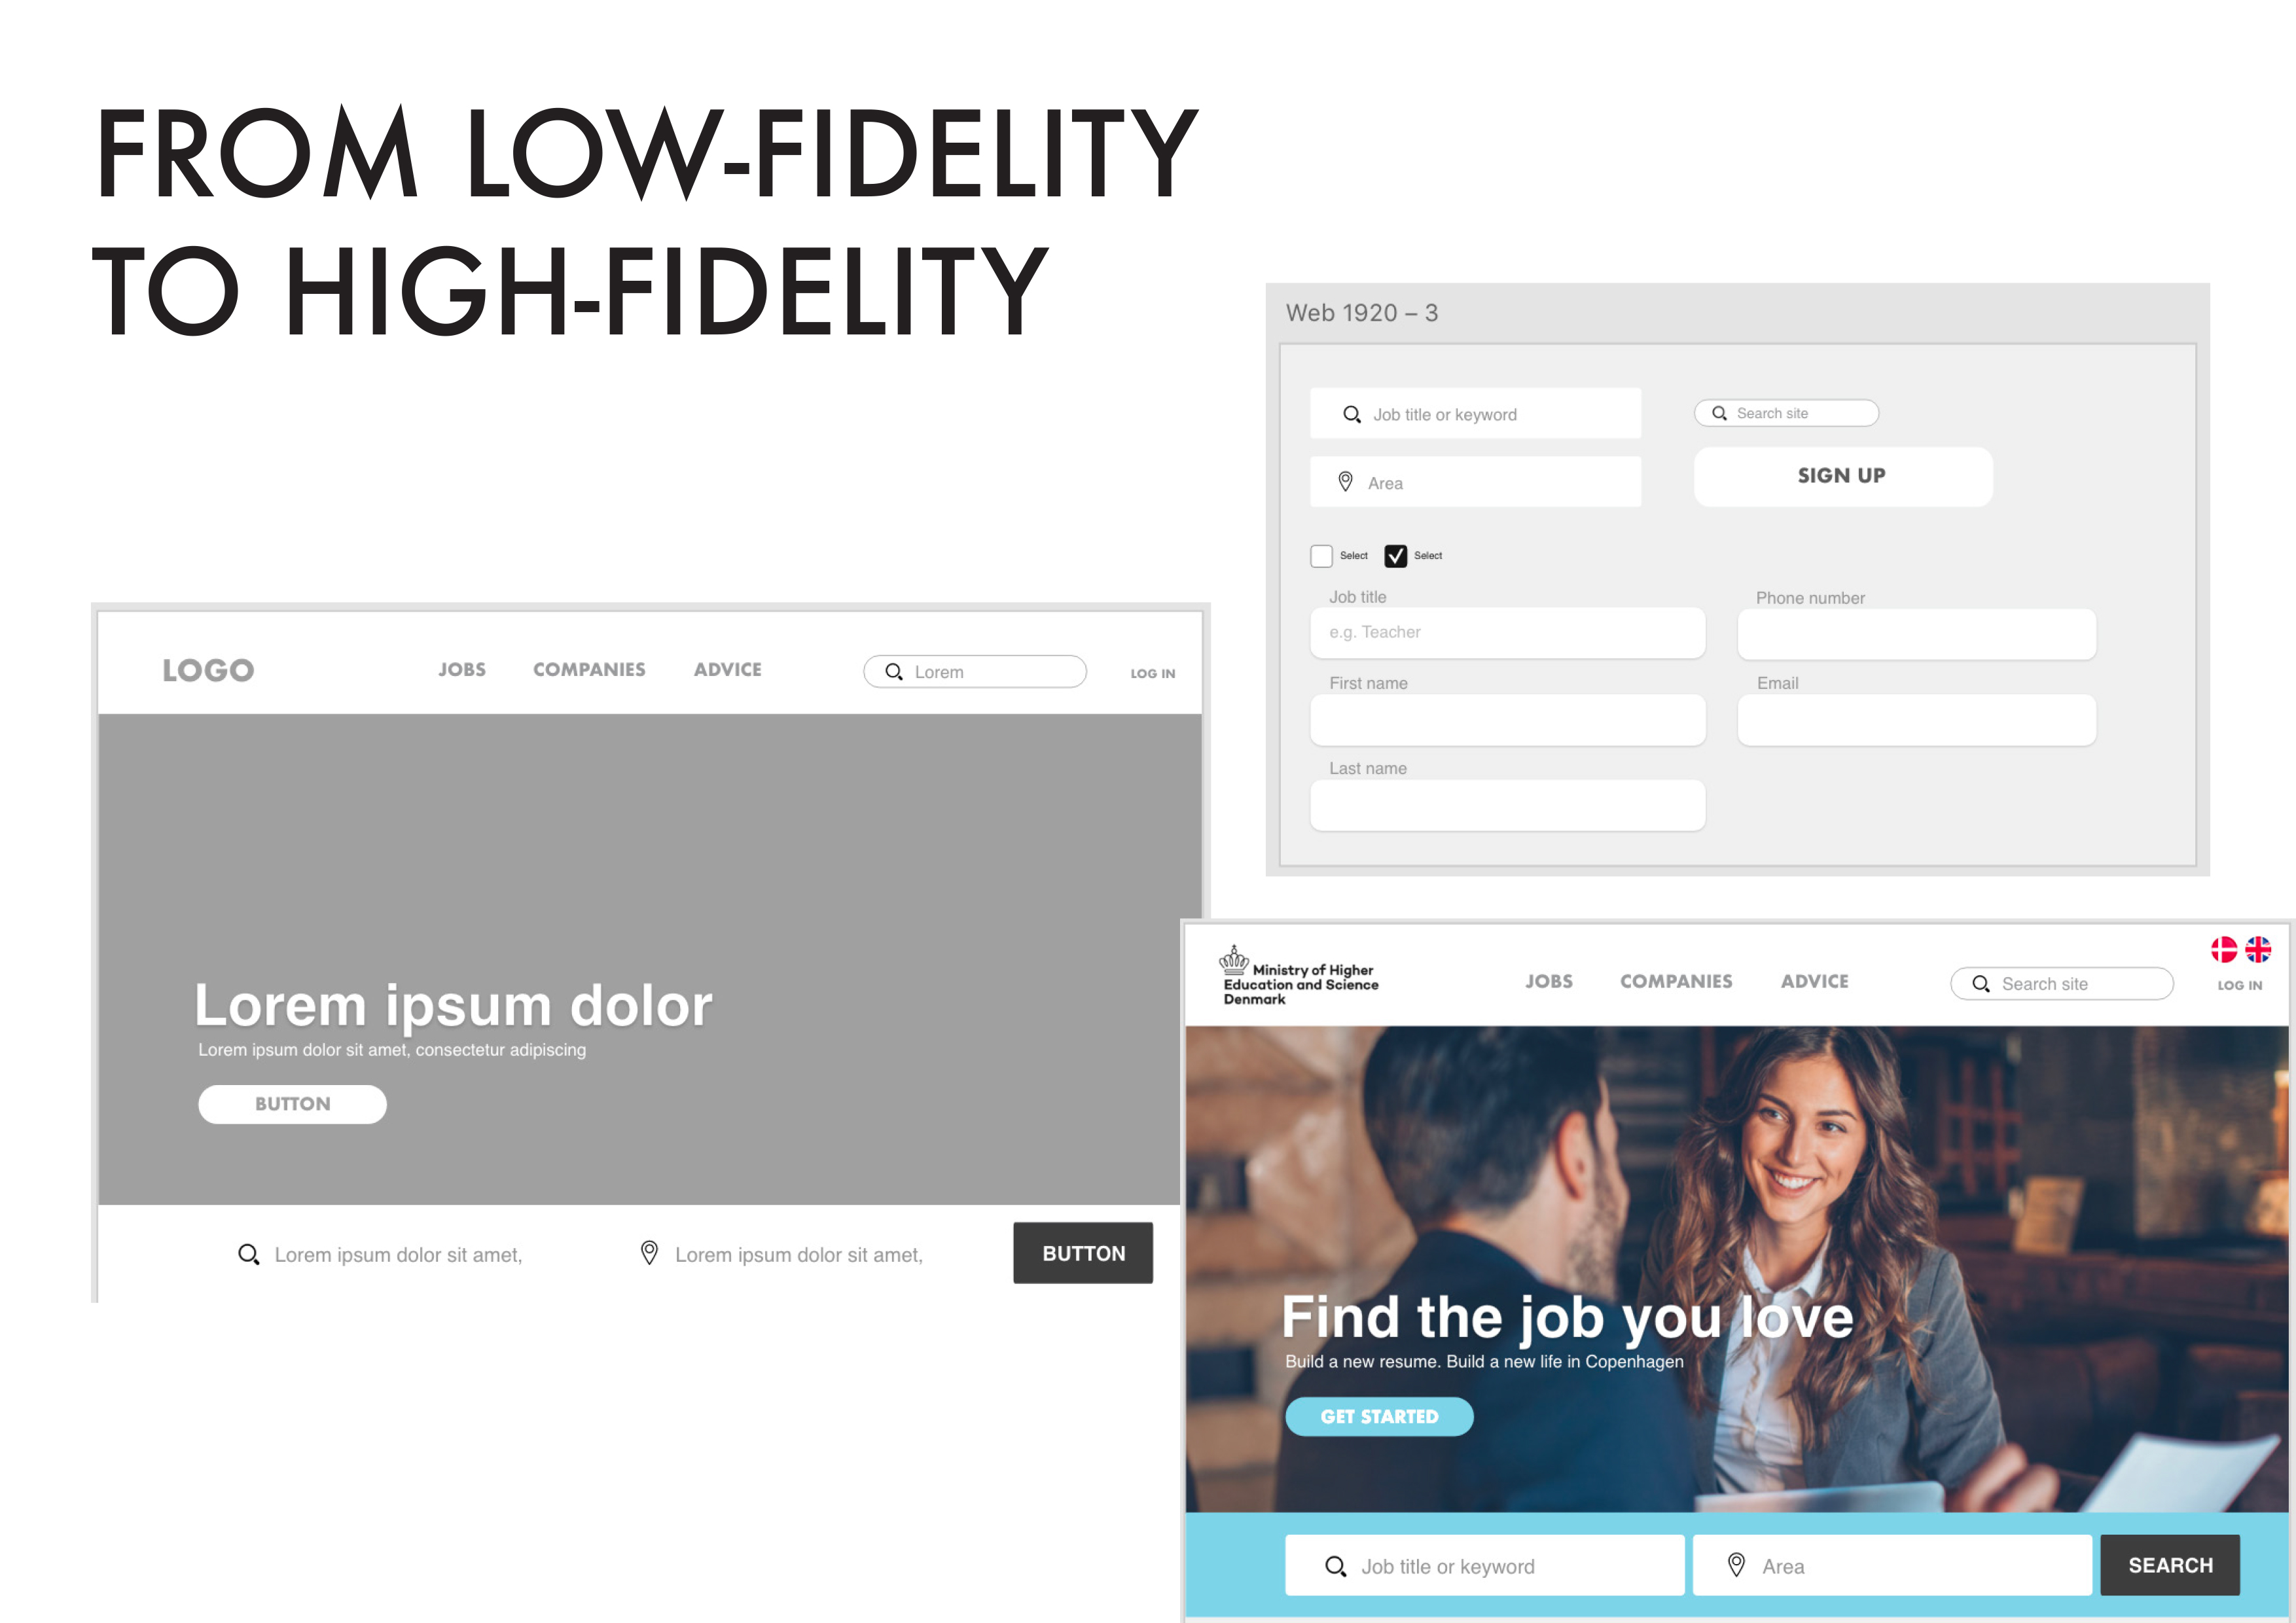 FROM LOW-FIDELITY
TO HIGH-FIDELITY
Web 1920 – 3
Job title or keyword
Search site
Area
SIGN UP
Select
Select
Job title
Phone number
e.g. Teacher
First name
Email
Last name
LOGO
JOBS
COMPANIES
ADVICE
Lorem
LOG IN
Lorem ipsum dolor
Lorem ipsum dolor sit amet, consectetur adipiscing
BUTTON
Lorem ipsum dolor sit amet,
Lorem ipsum dolor sit amet,
BUTTON
Ministry of Higher
Education and Science
Denmark
JOBS
COMPANIES
ADVICE
Search site
LOG IN
Find the job you love
Build a new resume. Build a new life in Copenhagen
GET STARTED
Job title or keyword
Area
SEARCH